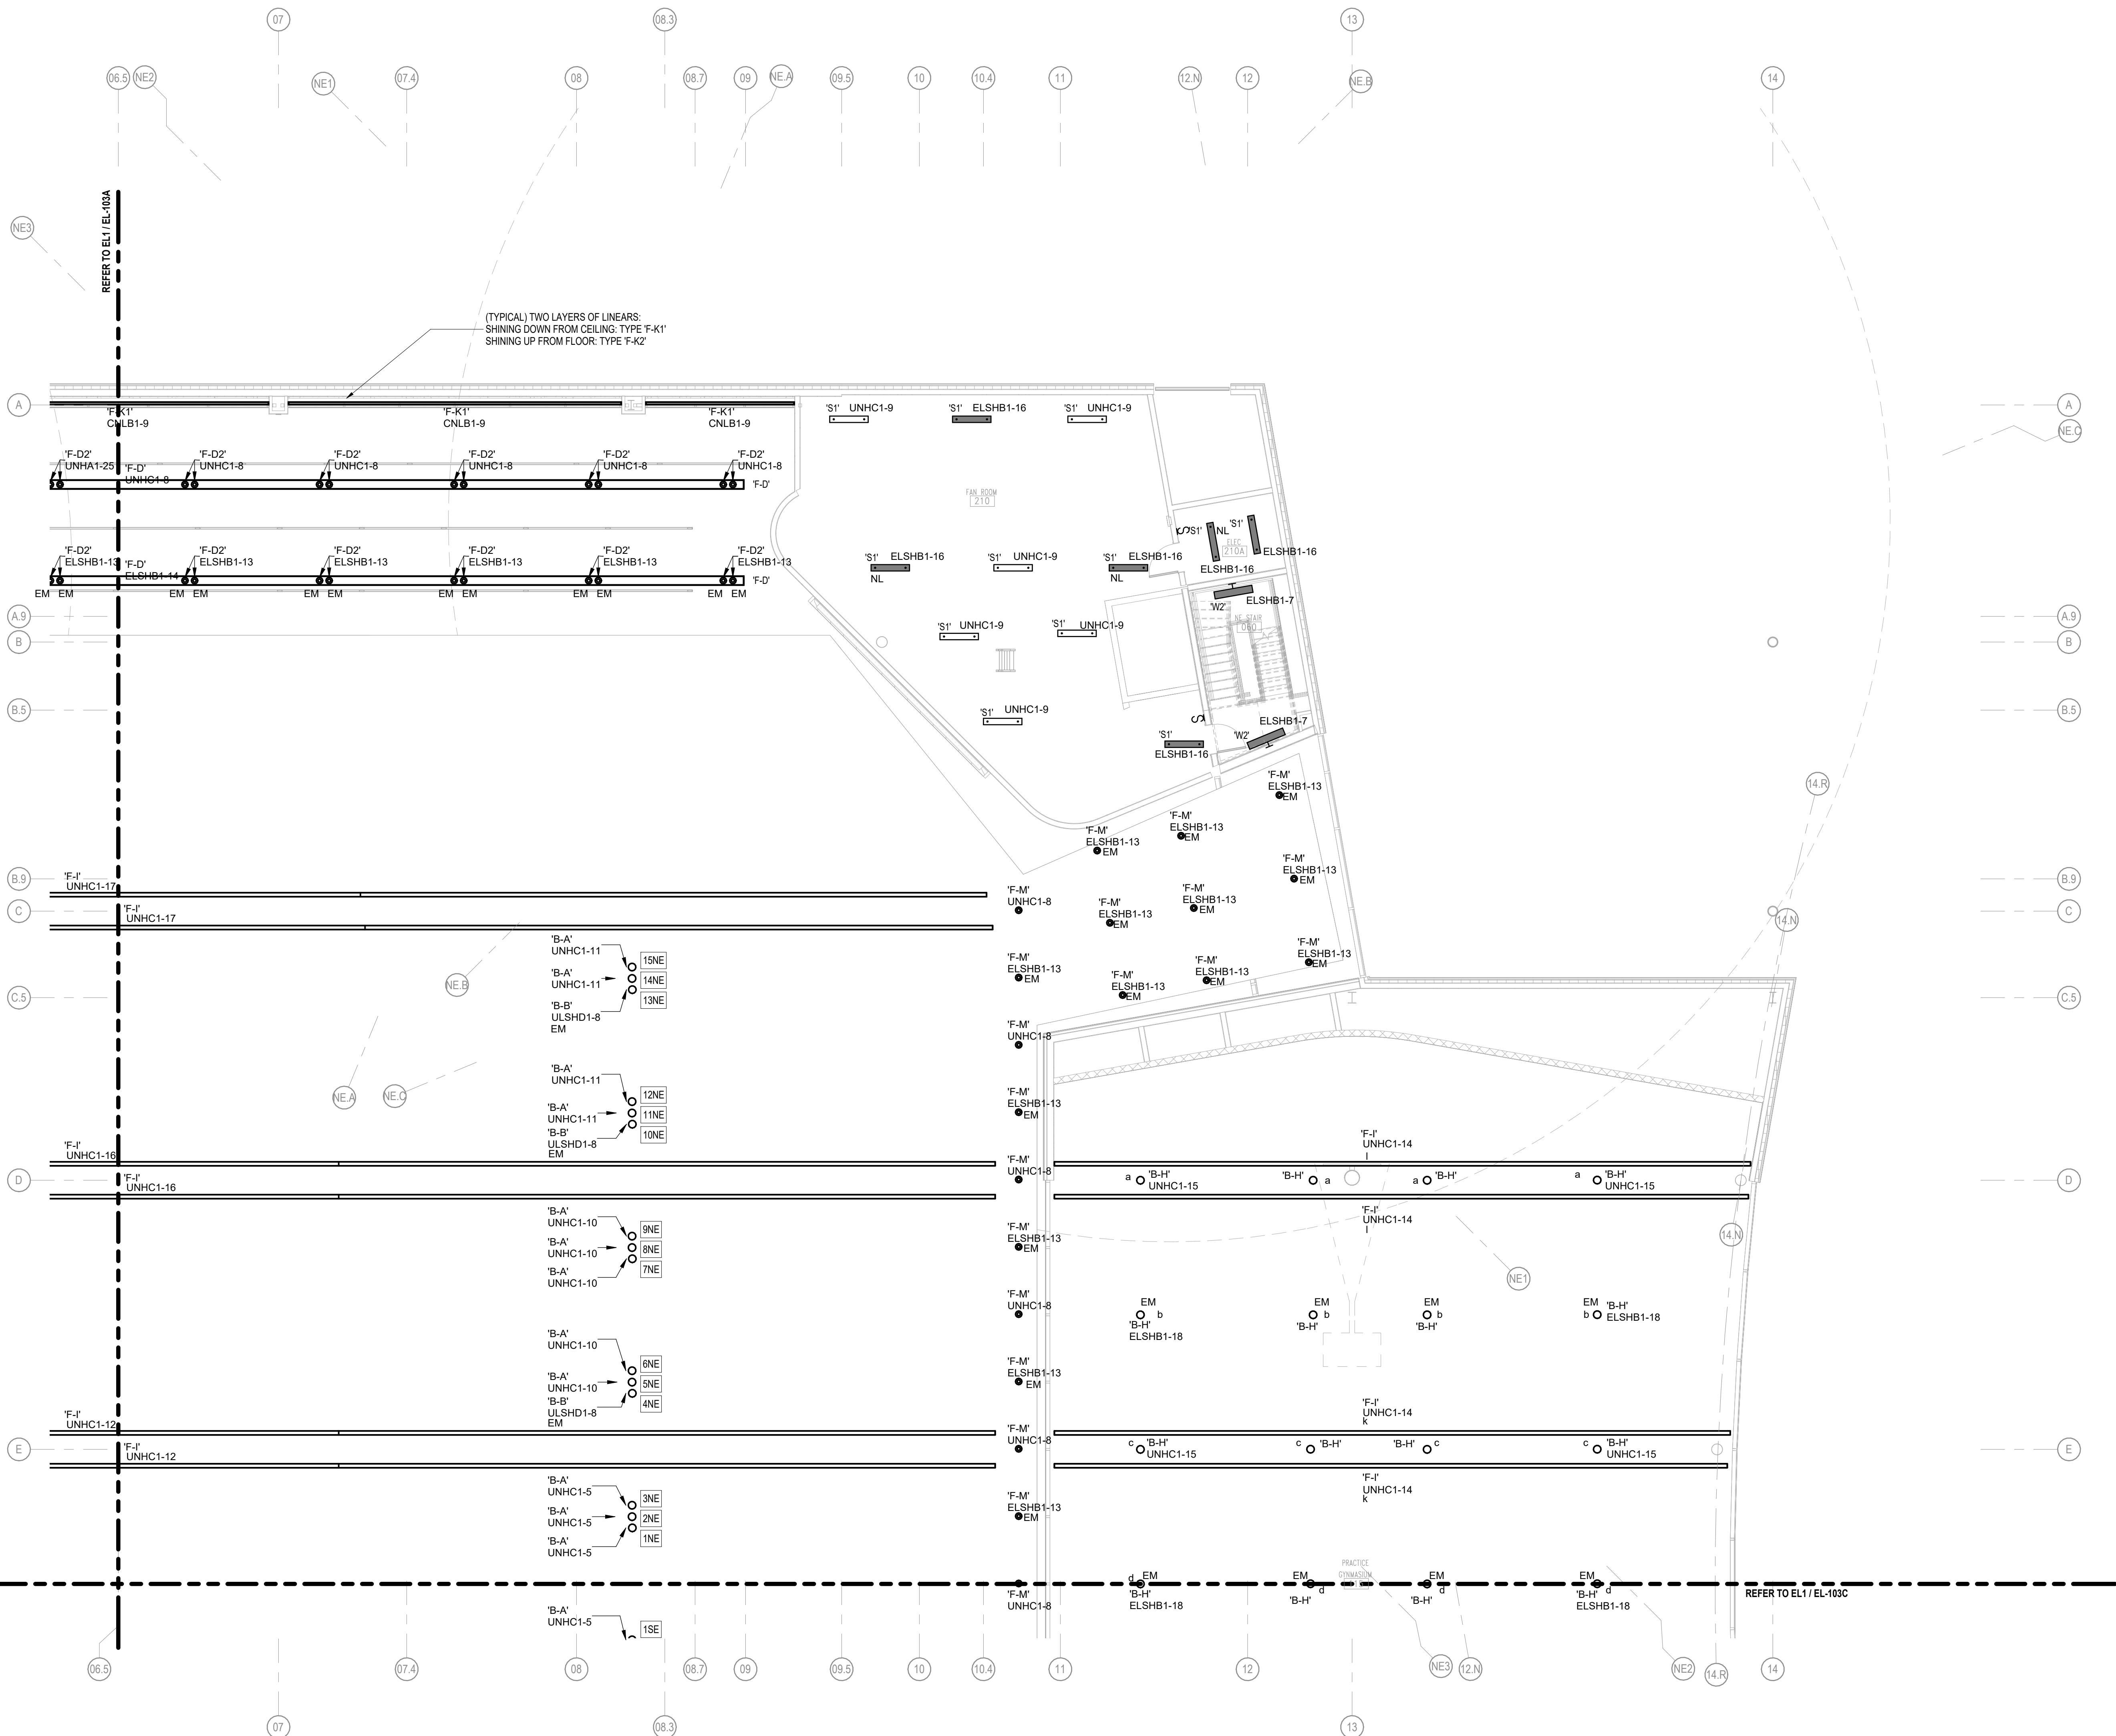 07
08.3
13
06.5
NE2
NE1
07.4
08
08.7
09
NE.A
09.5
10
10.4
11
12.N
12
NE.B
14
REFER TO EL1 / EL-103A
NE3
(TYPICAL) TWO LAYERS OF LINEARS:
SHINING DOWN FROM CEILING: TYPE 'F-K1'
SHINING UP FROM FLOOR: TYPE 'F-K2'
A
'F-K1'
CNLB1-9
'F-K1'
CNLB1-9
'F-K1'
CNLB1-9
'S1' UNHC1-9
'S1' ELSHB1-16
'S1' UNHC1-9
A
NE.C
'F-D2'
UNHA1-25
'F-D'
UNHC1-8
'F-D2'
UNHC1-8
'F-D2'
UNHC1-8
'F-D2'
UNHC1-8
'F-D2'
UNHC1-8
'F-D2'
UNHC1-8
'F-D'
FAN ROOM
210
'S1'
NL
'S1'
ELEC
210A
ELSHB1-16
ELSHB1-16
'F-D2'
ELSHB1-13
'F-D'
ELSHB1-14
'F-D2'
ELSHB1-13
'F-D2'
ELSHB1-13
'F-D2'
ELSHB1-13
'F-D2'
ELSHB1-13
'F-D2'
ELSHB1-13
'F-D'
EM EM
EM EM
EM EM
EM EM
EM EM
EM EM
'S1' ELSHB1-16
NL
'S1' UNHC1-9
'S1' ELSHB1-16
NL
ELSHB1-7
'W2'
NE STAIR
060
A.9
A.9
B
'S1' UNHC1-9
'S1' UNHC1-9
B
B.5
'S1' UNHC1-9
ELSHB1-7
'W2'
'S1'
ELSHB1-16
B.5
14.R
'F-M'
ELSHB1-13
EM
'F-M'
ELSHB1-13
EM
'F-M'
ELSHB1-13
EM
'F-M'
ELSHB1-13
EM
B.9
'F-I'
UNHC1-17
B.9
C
'F-I'
UNHC1-17
'F-M'
UNHC1-8
'F-M'
ELSHB1-13
EM
'F-M'
ELSHB1-13
EM
C
14.N
'B-A'
UNHC1-11
15NE
'B-A'
UNHC1-11
14NE
'B-B'
ULSHD1-8
EM
13NE
'F-M'
ELSHB1-13
EM
'F-M'
ELSHB1-13
EM
'F-M'
ELSHB1-13
EM
'F-M'
ELSHB1-13
EM
NE.B
C.5
C.5
'F-M'
UNHC1-8
NE.A
NE.C
'B-A'
UNHC1-11
12NE
'B-A'
UNHC1-11
11NE
'B-B'
ULSHD1-8
EM
10NE
'F-M'
ELSHB1-13
EM
'F-I'
UNHC1-16
'F-M'
UNHC1-8
'F-I'
UNHC1-14
l
D
'F-I'
UNHC1-16
a
'B-H'
UNHC1-15
'B-H'
a
a
'B-H'
a
'B-H'
UNHC1-15
D
'F-I'
UNHC1-14
l
'B-A'
UNHC1-10
9NE
'B-A'
UNHC1-10
8NE
'B-A'
UNHC1-10
7NE
'F-M'
ELSHB1-13
EM
14.N
NE1
'F-M'
UNHC1-8
EM
b
'B-H'
ELSHB1-18
EM
b
'B-H'
EM
b
'B-H'
EM
b
'B-H'
ELSHB1-18
'B-A'
UNHC1-10
6NE
'B-A'
UNHC1-10
5NE
'B-B'
ULSHD1-8
EM
4NE
'F-M'
ELSHB1-13
EM
'F-I'
UNHC1-12
'F-M'
UNHC1-8
'F-I'
UNHC1-14
k
E
'F-I'
UNHC1-12
c
'B-H'
UNHC1-15
c
'B-H'
'B-H'
c
c
'B-H'
UNHC1-15
E
'F-I'
UNHC1-14
k
'B-A'
UNHC1-5
3NE
'B-A'
UNHC1-5
2NE
'B-A'
UNHC1-5
1NE
'F-M'
ELSHB1-13
EM
PRACTICE
GYMNASIUM
'F-M'
UNHC1-8
d
EM
'B-H'
ELSHB1-18
EM
d
'B-H'
EM
d
'B-H'
EM
d
'B-H'
ELSHB1-18
REFER TO EL1 / EL-103C
'B-A'
UNHC1-5
1SE
06.5
07.4
08
08.7
09
09.5
10
10.4
11
12
NE3
12.N
NE2
14.R
14
07
08.3
13